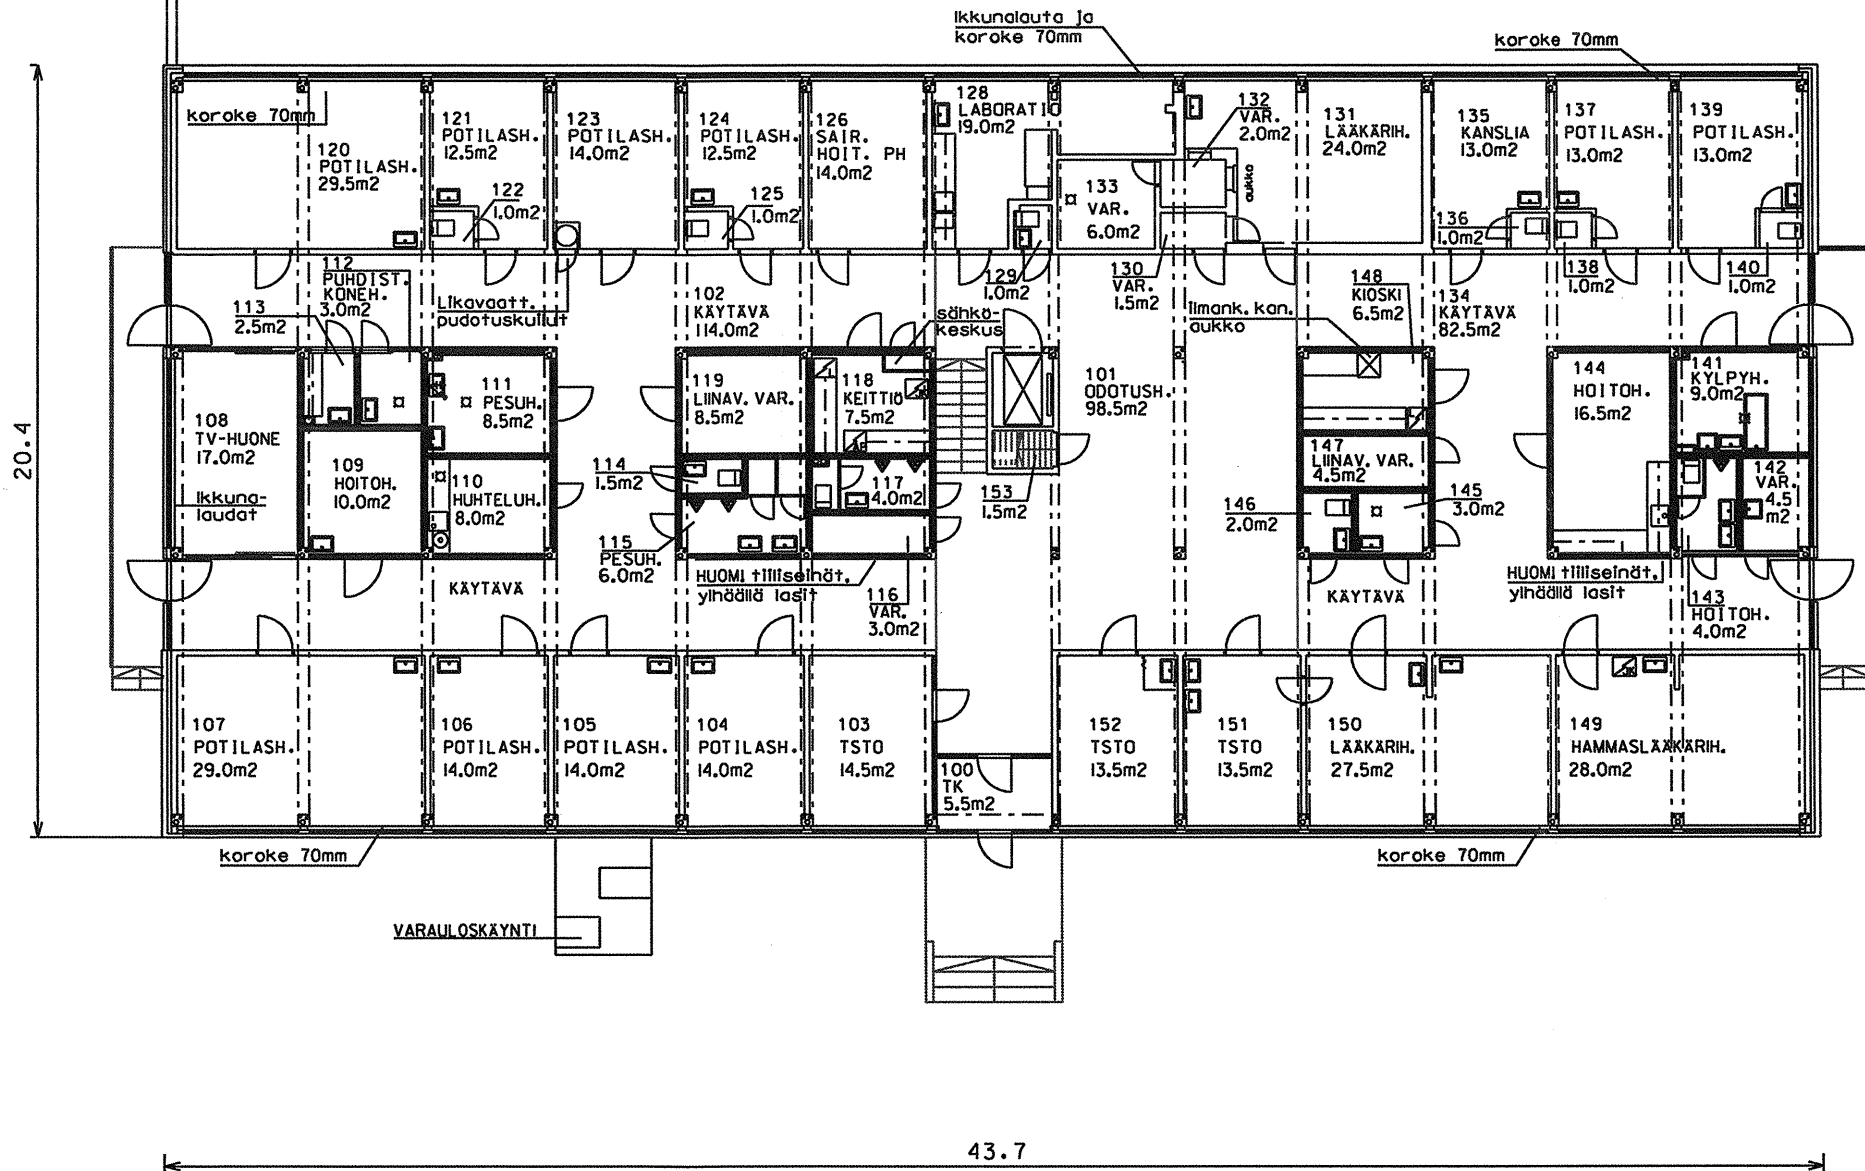 Ikkunalauta ja
koroke 70mm
koroke 70mm
koroke 70mm
120
POTILASH.
29.5m2
121
POTILASH.
12.5m2
122
1.0m2
123
POTILASH.
14.0m2
124
POTILASH.
12.5m2
125
1.0m2
126
SAIR.
HOIT. PH
14.0m2
128
LABORATIO
19.0m2
132
VAR.
2.0m2
aukko
133
VAR.
6.0m2
131
LÄÄKÄRIH.
24.0m2
135
KANSLIA
13.0m2
136
1.0m2
137
POTILASH.
13.0m2
139
POTILASH.
13.0m2
112
PUHDIST.
KONEH.
3.0m2
113
2.5m2
Likavaatt.
pudotuskuilut
102
KÄYTÄVÄ
114.0m2
sähkö-
keskus
129
1.0m2
130
VAR.
1.5m2
ilmank. kan.
aukko
148
KIOSKI
6.5m2
134
KÄYTÄVÄ
82.5m2
138
1.0m2
140
1.0m2
108
TV-HUONE
17.0m2
Ikkuna-
laudat
109
HOITOH.
10.0m2
111
PESUH.
8.5m2
110
HUHTELUH.
8.0m2
119
LIINAV. VAR.
8.5m2
118
KEITTIÖ
7.5m2
114
1.5m2
117
4.0m2
115
PESUH.
6.0m2
HUOM! tiiliseinät,
ylhäällä lasit
116
VAR.
3.0m2
153
1.5m2
101
ODOTUSH.
98.5m2
147
LIINAV. VAR.
4.5m2
146
2.0m2
145
3.0m2
144
HOITOH.
16.5m2
141
KYLPYH.
9.0m2
142
VAR.
4.5
m2
HUOM! tiiliseinät,
ylhäällä lasit
143
HOITOH.
4.0m2
KÄYTÄVÄ
KÄYTÄVÄ
107
POTILASH.
29.0m2
106
POTILASH.
14.0m2
105
POTILASH.
14.0m2
104
POTILASH.
14.0m2
103
TSTO
14.5m2
100
TK
5.5m2
152
TSTO
13.5m2
151
TSTO
13.5m2
150
LÄÄKÄRIH.
27.5m2
149
HAMMASLÄÄKÄRIH.
28.0m2
koroke 70mm
koroke 70mm
VARAULOSKÄYNTI
20.4
43.7